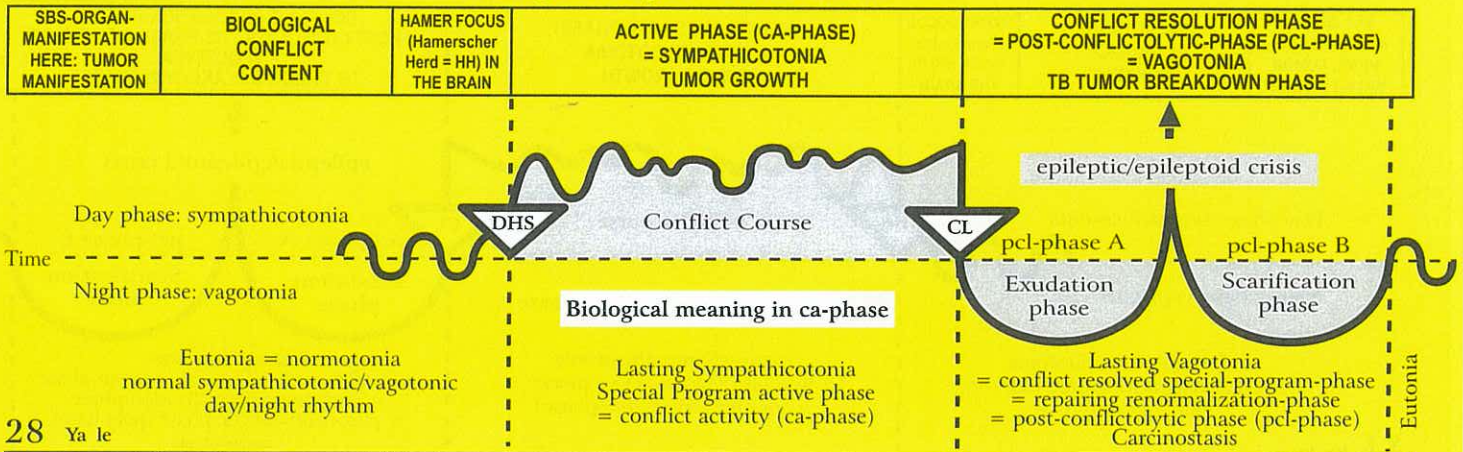 SBS-ORGAN-
MANIFESTATION
HERE: TUMOR
MANIFESTATION
BIOLOGICAL
CONFLICT
CONTENT
HAMER FOCUS
(Hamerscher
Herd = HH) IN
THE BRAIN
ACTIVE PHASE (CA-PHASE)
= SYMPATHICOTONIA
TUMOR GROWTH
CONFLICT RESOLUTION PHASE
= POST-CONFLICTOLYTIC-PHASE (PCL-PHASE)
= VAGOTONIA
TB TUMOR BREAKDOWN PHASE
epileptic/epileptoid crisis
Day phase: sympathicotonia
DHS
Conflict Course
CL
pcl-phase A
pcl-phase B
Time
Night phase: vagotonia
Biological meaning in ca-phase
Exudation
phase
Scarification
phase
Eutonia = normotonia
normal sympathicotonic/vagotonic
day/night rhythm
Lasting Sympathicotonia
Special Program active phase
= conflict activity (ca-phase)
Lasting Vagotonia
= conflict resolved special-program-phase
= repairing renormalization-phase
= post-conflictolytic phase (pcl-phase)
Carcinostasis
Eutonia
28 Ya le